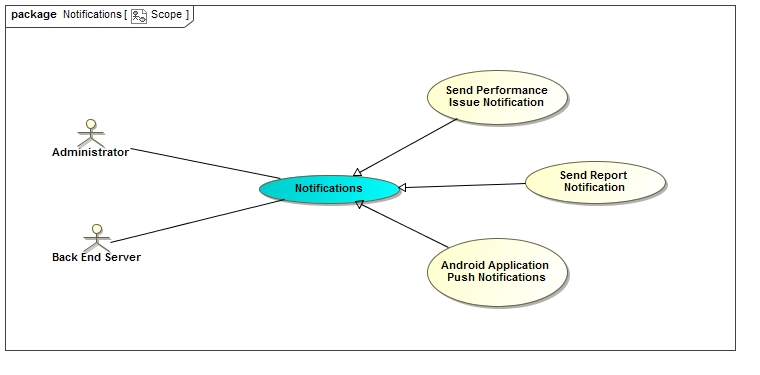 package Notifications [ Scope ]
Send Performance
Issue Notification
Administrator
Send Report
Notification
Notifications
Back End Server
Android Application
Push Notifications